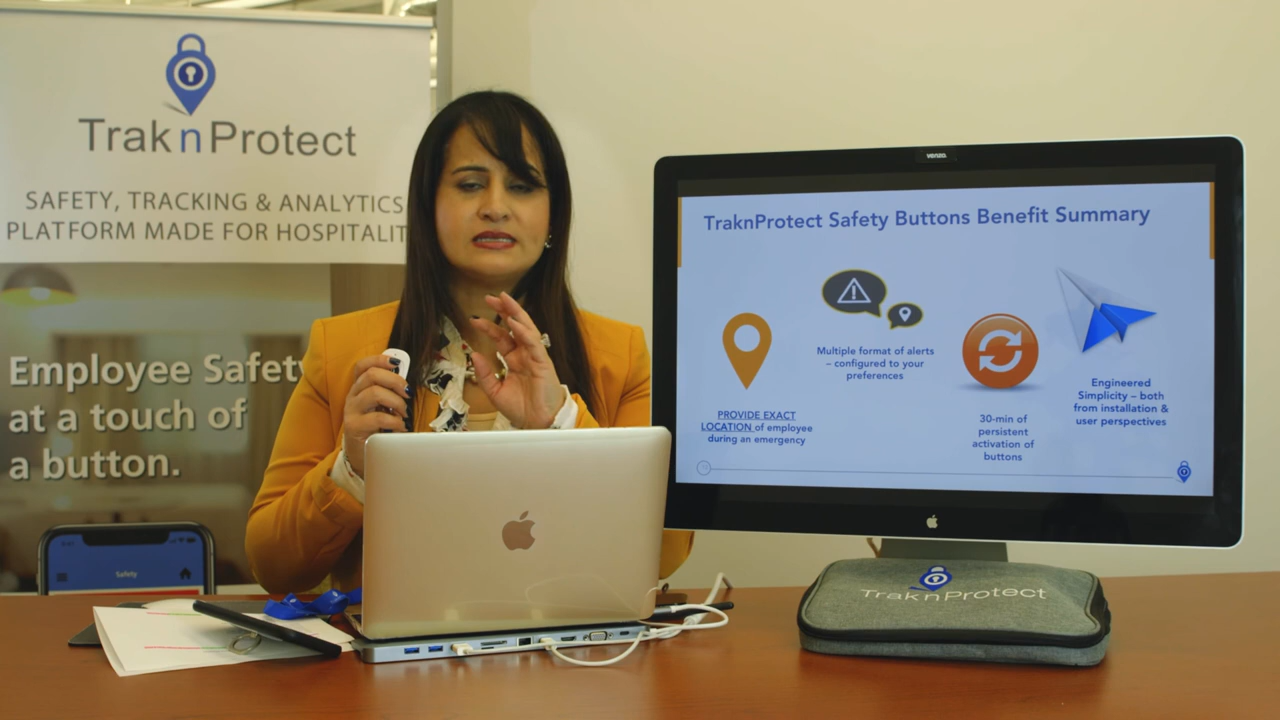 TraknProtect
SAFETY, TRACKING & ANALYTICS
PLATFORM MADE FOR HOSPITALIT
Employee Safety
at a touch of
a button.
Safety
venzo.
TraknProtect Safety Buttons Benefit Summary
PROVIDE EXACT
LOCATION of employee
during an emergency
Multiple format of alerts
– configured to your
preferences
30-min of
persistent
activation of
buttons
Engineered
Simplicity – both
from installation &
user perspectives
TraknProtect